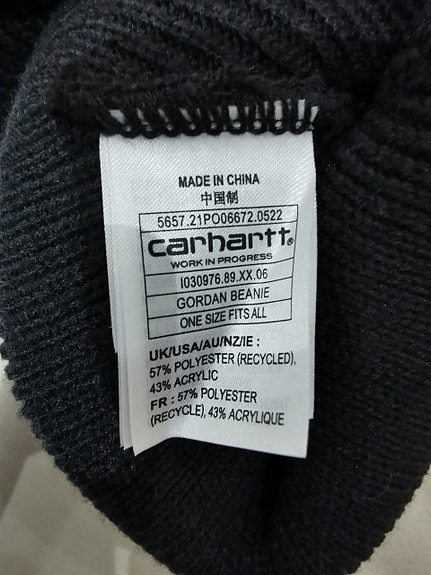 MADE IN CHINA
中国制
5657.21PO06672.0522
carhartt®
WORK IN PROGRESS
I030976.89.XX.06
GORDAN BEANIE
ONE SIZE FITS ALL
UK/USA/AU/NZ/IE :
57% POLYESTER (RECYCLED),
43% ACRYLIC
FR : 57% POLYESTER
(RECYCLE), 43% ACRYLIQUE